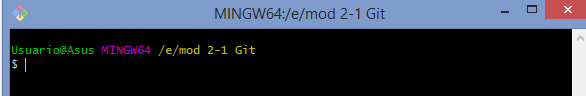 MINGW64:/e/mod 2-1 Git
Usuario@Asus MINGW64 /e/mod 2-1 Git
$